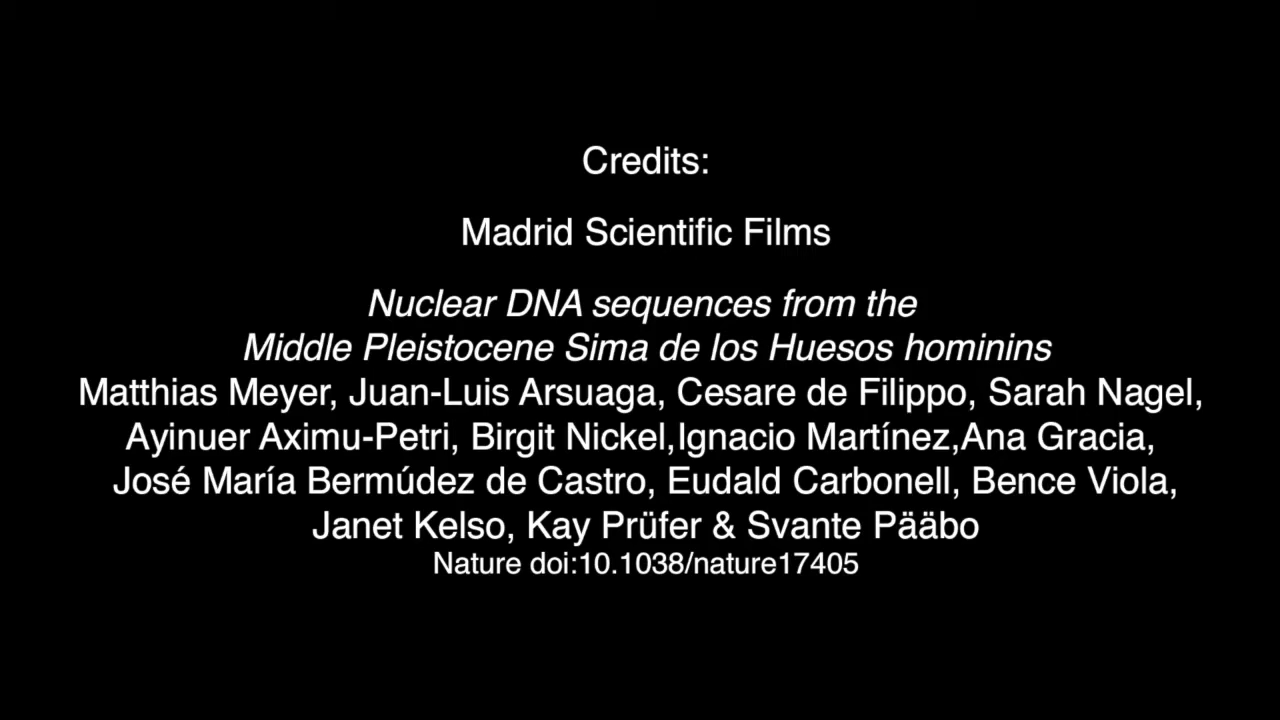 Credits:
Madrid Scientific Films
Nuclear DNA sequences from the
Middle Pleistocene Sima de los Huesos hominins
Matthias Meyer, Juan-Luis Arsuaga, Cesare de Filippo, Sarah Nagel,
Ayinuer Aximu-Petri, Birgit Nickel,Ignacio Martínez,Ana Gracia,
José María Bermúdez de Castro, Eudald Carbonell, Bence Viola,
Janet Kelso, Kay Prüfer & Svante Pääbo
Nature doi:10.1038/nature17405